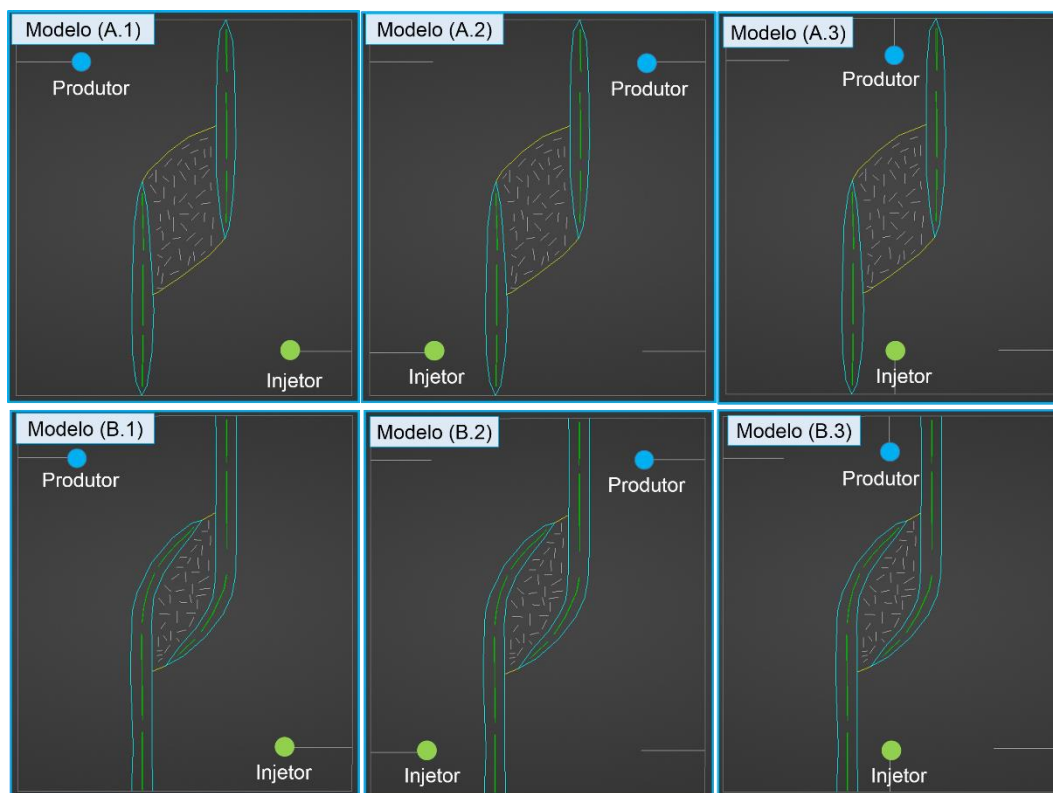 Modelo (A.1)
Produtor
Injetor
Modelo (A.2)
Produtor
Injetor
Modelo (A.3)
Produtor
Injetor
Modelo (B.1)
Produtor
Injetor
Modelo (B.2)
Produtor
Injetor
Modelo (B.3)
Produtor
Injetor